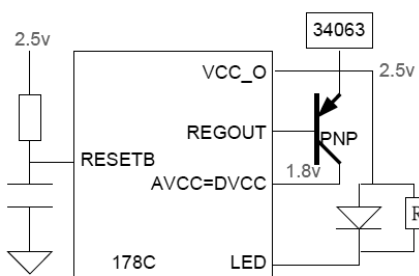 34063
2.5v
VCC_O
2.5v
REGOUT
PNP
RESETB
1.8v
AVCC=DVCC
R
178C
LED